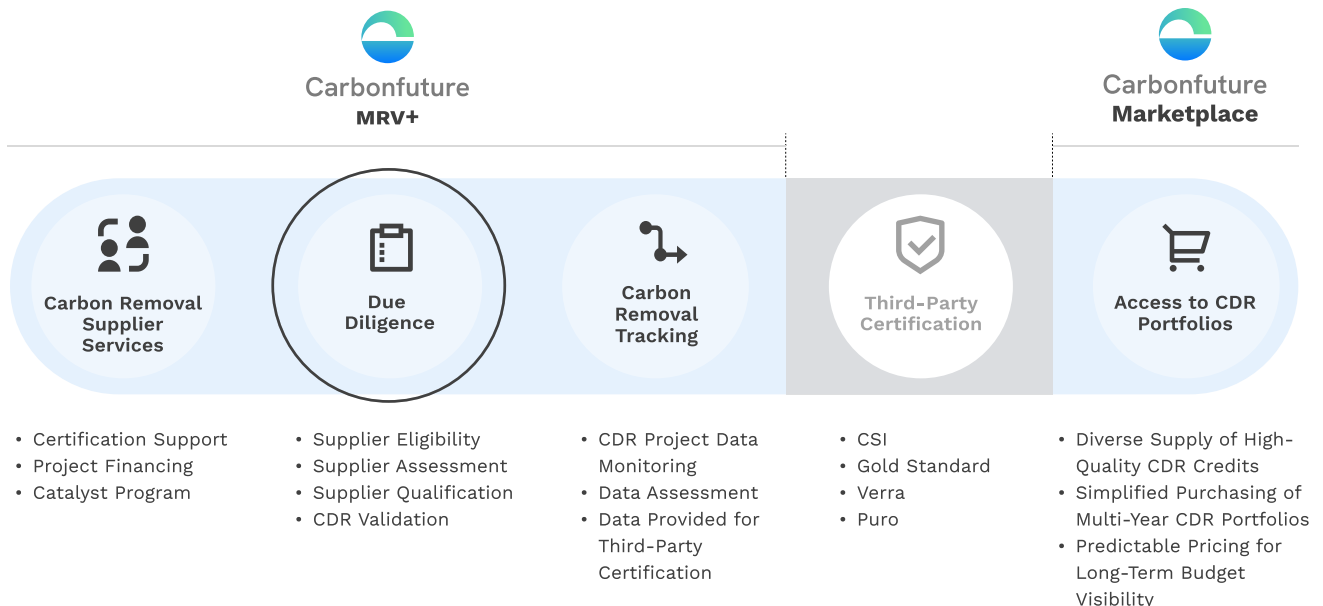 Carbonfuture
MRV+
Carbonfuture
Marketplace
Carbon Removal
Supplier
Services
Due
Diligence
Carbon
Removal
Tracking
Third-Party
Certification
Access to CDR
Portfolios
• Certification Support
• Project Financing
• Catalyst Program
• Supplier Eligibility
• Supplier Assessment
• Supplier Qualification
• CDR Validation
• CDR Project Data
Monitoring
• Data Assessment
• Data Provided for
Third-Party
Certification
• CSI
• Gold Standard
• Verra
• Puro
• Diverse Supply of High-
Quality CDR Credits
• Simplified Purchasing of
Multi-Year CDR Portfolios
• Predictable Pricing for
Long-Term Budget
Visibility